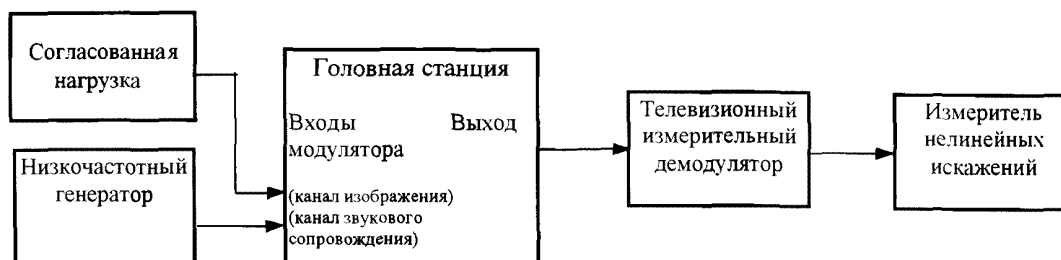 Согласованная
нагрузка
Низкочастотный
генератор
Головная станция
Входы Выход
модулятора
(канал изображения)
(канал звукового
сопровождения)
Телевизионный
измерительный
демодулятор
Измеритель
нелинейных
искажений